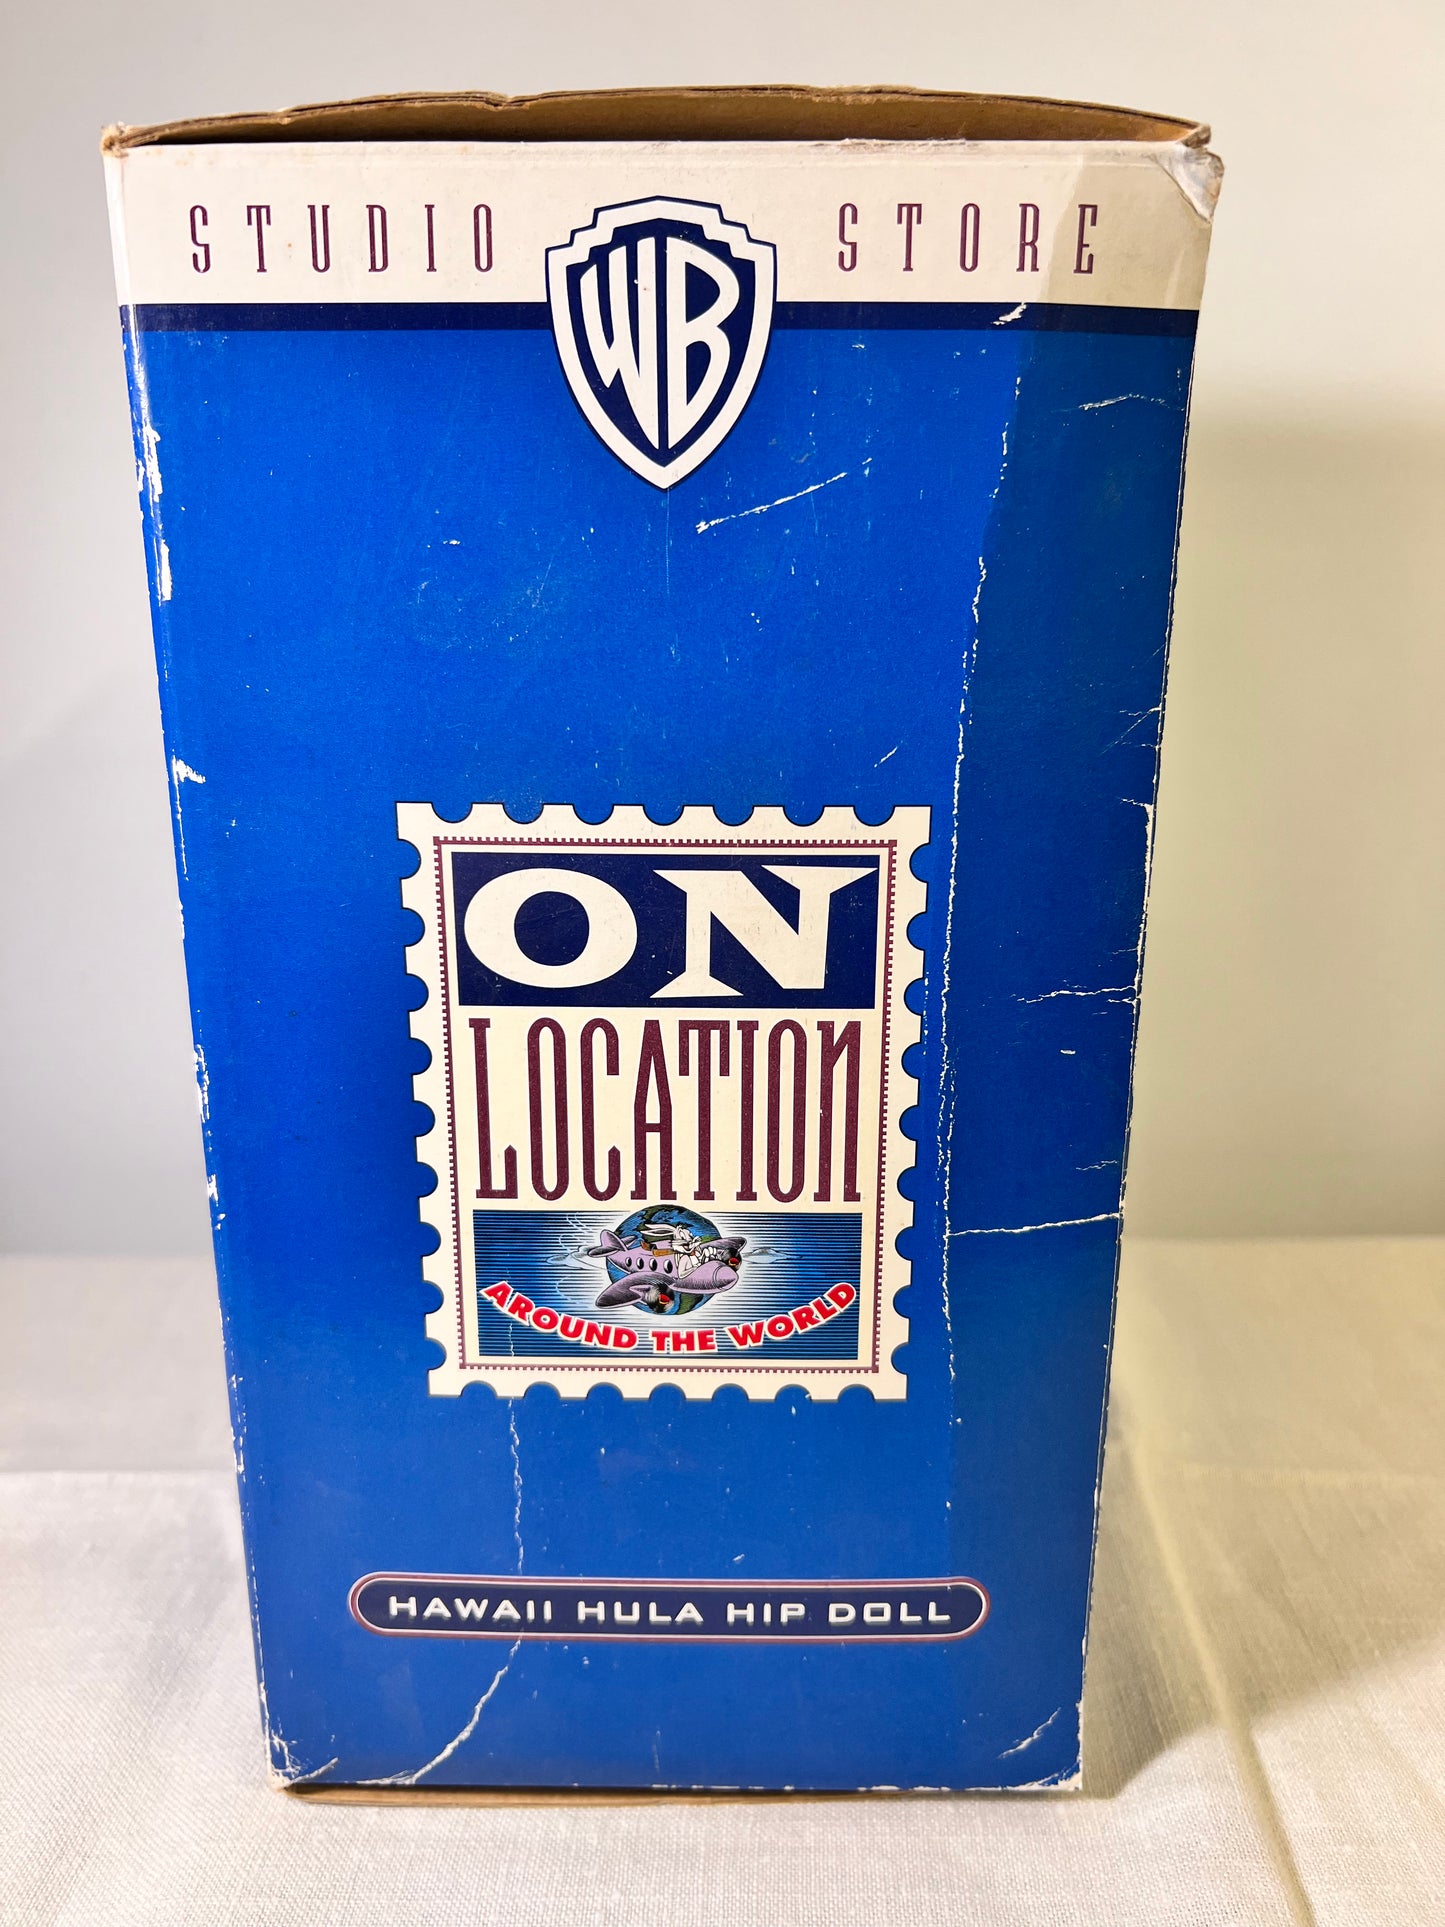 STUDIO WB STORE
ON
LOCATION
AROUND THE WORLD
HAWAII HULA HIP DOLL